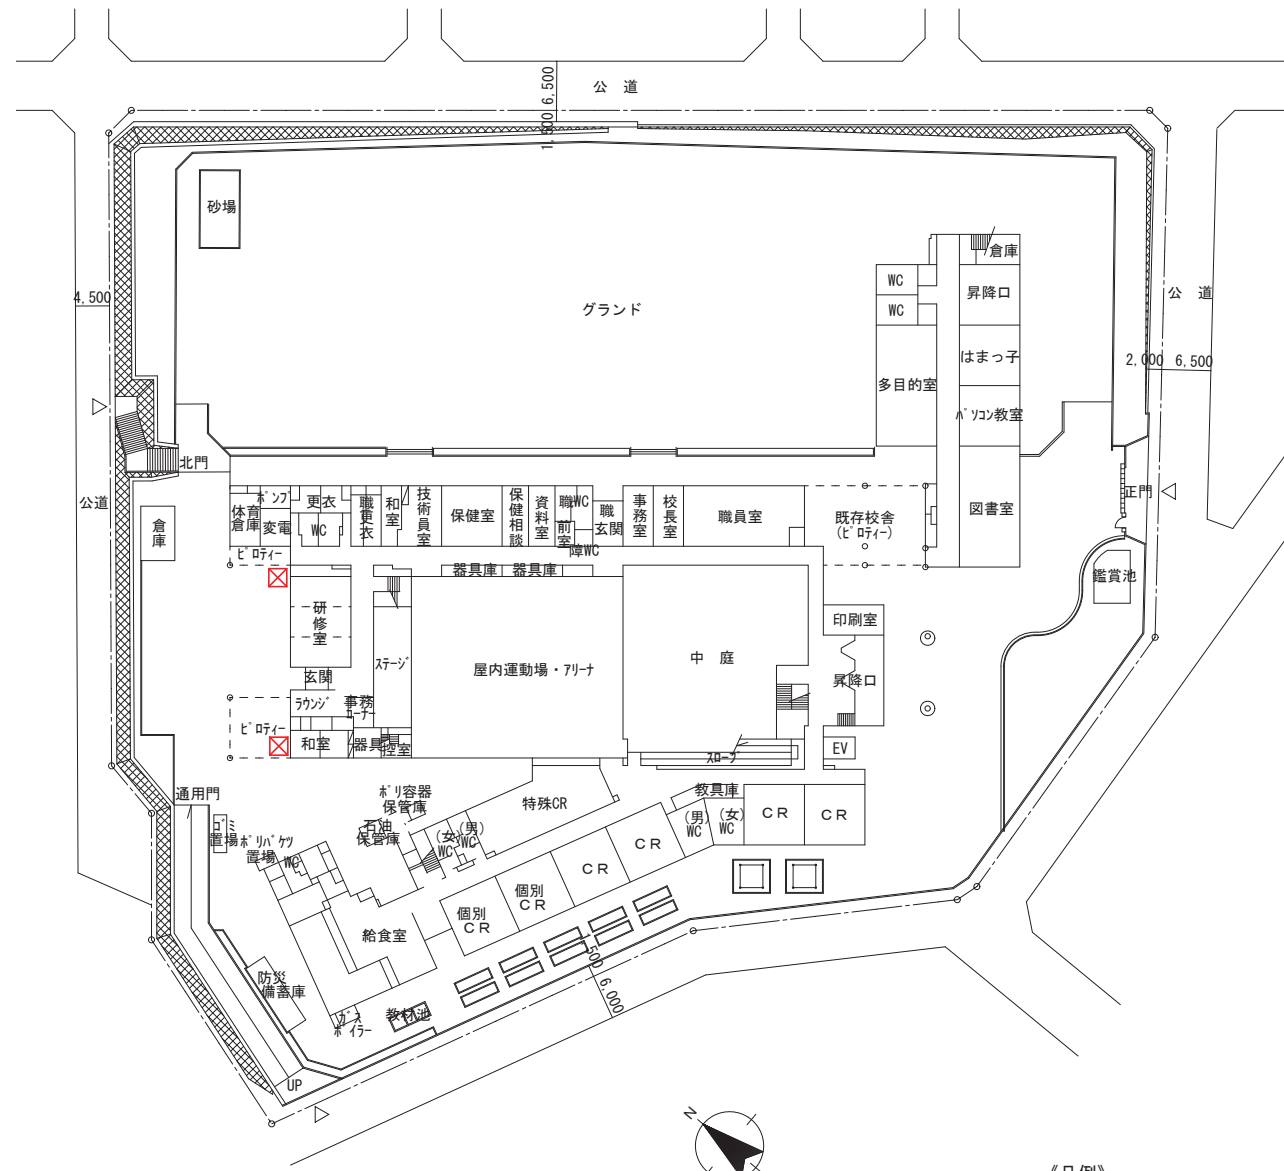 公 道
6,500
1,500
砂場
グランド
4,500
公道
公 道
2,000 6,500
倉庫
WC
WC
昇降口
はまっ子
多目的室
パソコン教室
図書室
北門
正門
倉庫
体育
倉庫
ポンプ
変電
更衣
WC
職更衣
和室
技術員室
保健室
保健相談
資料室
職WC
前室
職
玄関
障WC
事務室
校長室
職員室
既存校舎
(ピロティー)
ピロティー
器具庫
器具庫
鑑賞池
研修室
ステージ
屋内運動場・アリーナ
中 庭
印刷室
昇降口
玄関
ラウンジ
事務
コーナー
ピロティー
和室
器具
控室
スロープ
EV
通用門
ポリ容器
保管庫
石油
保管庫
特殊CR
教具庫
(男)
WC
(女)
WC
CR
CR
ゴミ
置場
ポリバケツ
置場
WC
(女)
WC
(男)
WC
CR
CR
個別
CR
個別
CR
給食室
防災
備蓄庫
ガス
ボイラー
教材池
6,000
UP
N